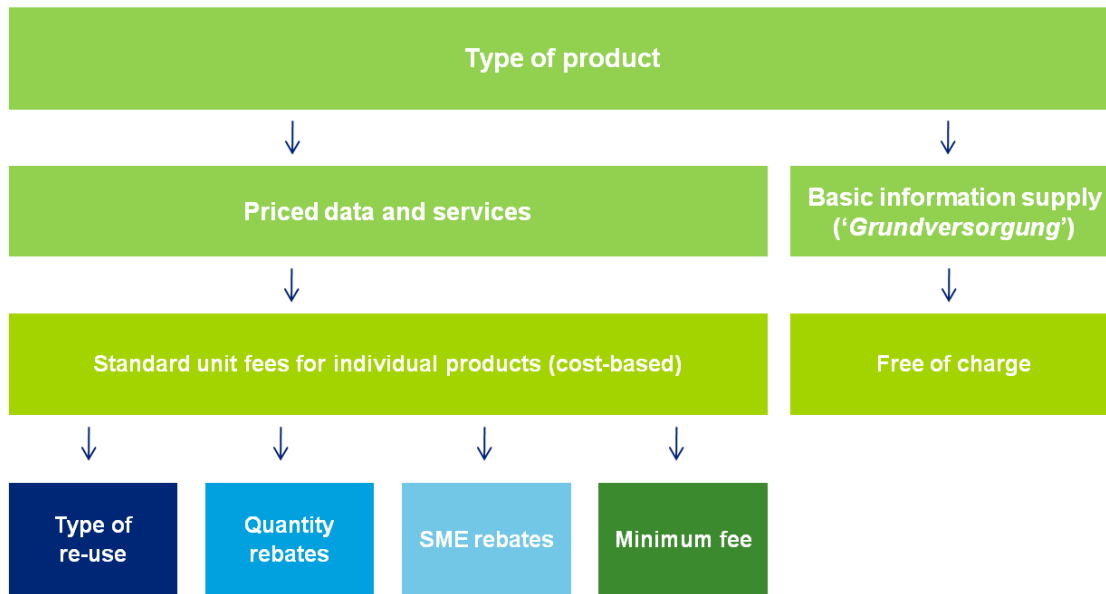 Type of product
Priced data and services
Basic information supply
(‘Grundversorgung’)
Standard unit fees for individual products (cost-based)
Free of charge
Type of
re-use
Quantity
rebates
SME rebates
Minimum fee